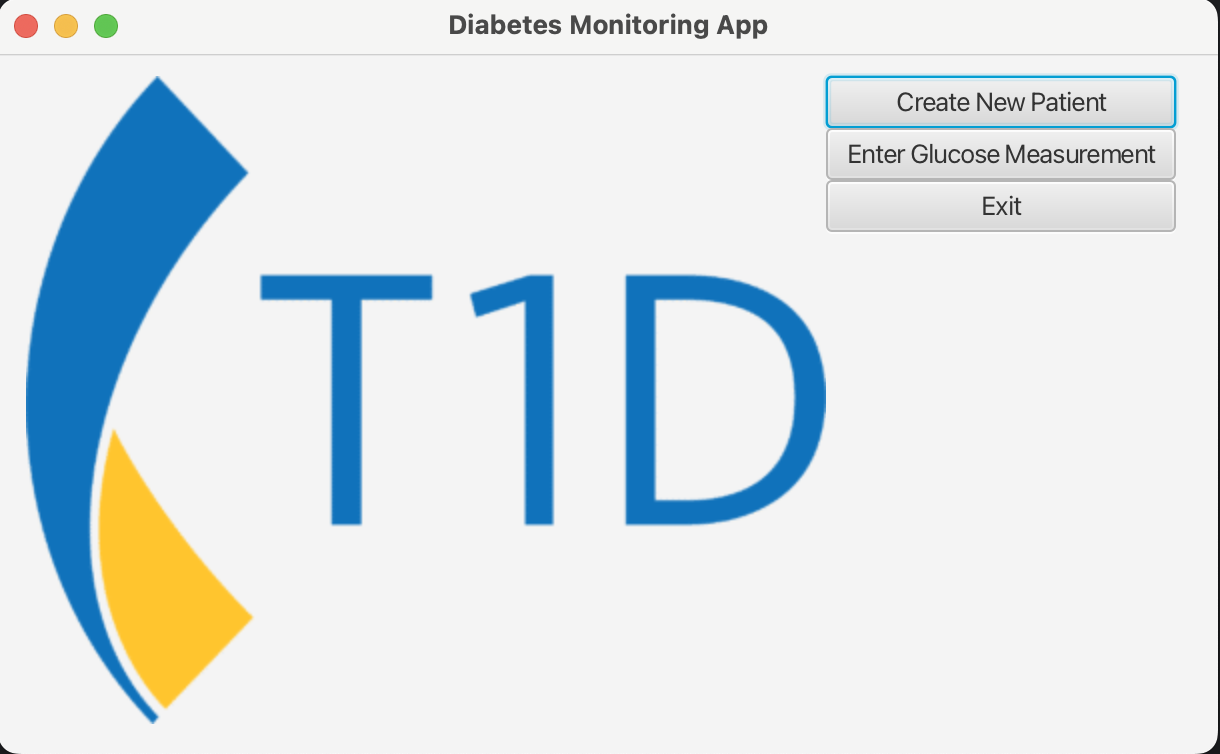 Diabetes Monitoring App
Create New Patient
Enter Glucose Measurement
Exit
T1D